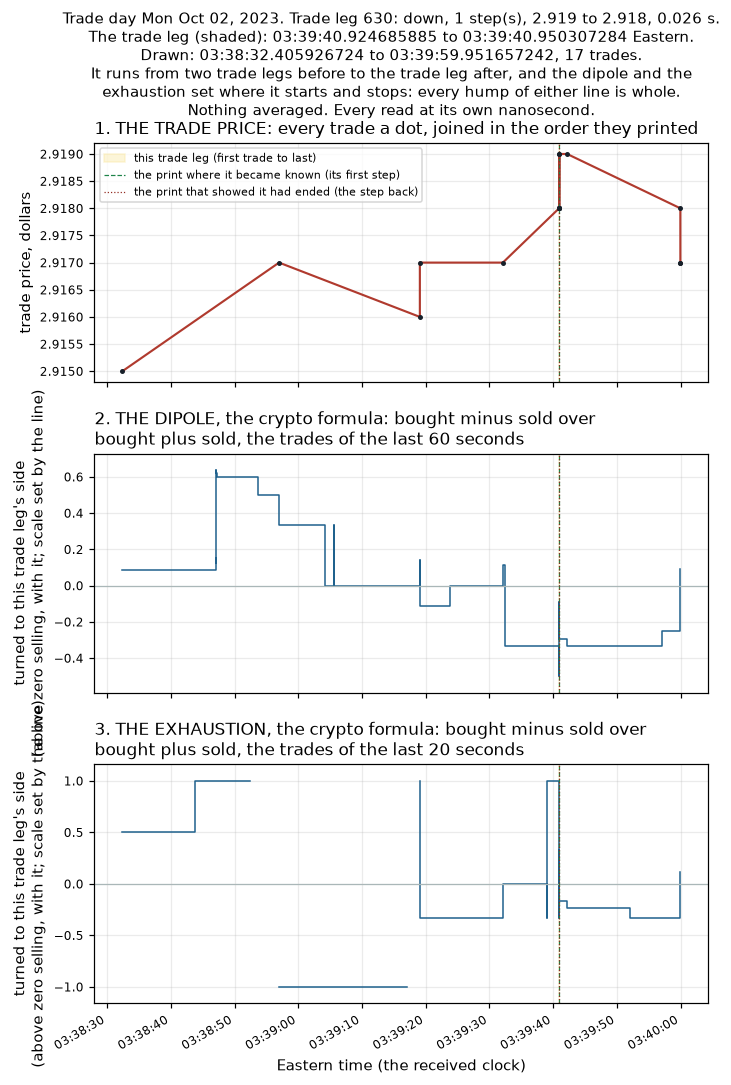 Trade day Mon Oct 02, 2023. Trade leg 630: down, 1 step(s), 2.919 to 2.918, 0.026 s.
The trade leg (shaded): 03:39:40.924685885 to 03:39:40.950307284 Eastern.
Drawn: 03:38:32.405926724 to 03:39:59.951657242, 17 trades.
It runs from two trade legs before to the trade leg after, and the dipole and the
exhaustion set where it starts and stops: every hump of either line is whole.
Nothing averaged. Every read at its own nanosecond.
1. THE TRADE PRICE: every trade a dot, joined in the order they printed
this trade leg (first trade to last)
the print where it became known (its first step)
the print that showed it had ended (the step back)
trade price, dollars
2.9190
2.9185
2.9180
2.9175
2.9170
2.9165
2.9160
2.9155
2.9150
2. THE DIPOLE, the crypto formula: bought minus sold over
bought plus sold, the trades of the last 60 seconds
turned to this trade leg's side
(above zero selling, with it; scale set by the line)
0.6
0.4
0.2
0.0
−0.2
−0.4
3. THE EXHAUSTION, the crypto formula: bought minus sold over
bought plus sold, the trades of the last 20 seconds
turned to this trade leg's side
(above zero selling, with it; scale set by the line)
1.0
0.5
0.0
−0.5
−1.0
03:38:30
03:38:40
03:38:50
03:39:00
03:39:10
03:39:20
03:39:30
03:39:40
03:39:50
03:40:00
Eastern time (the received clock)